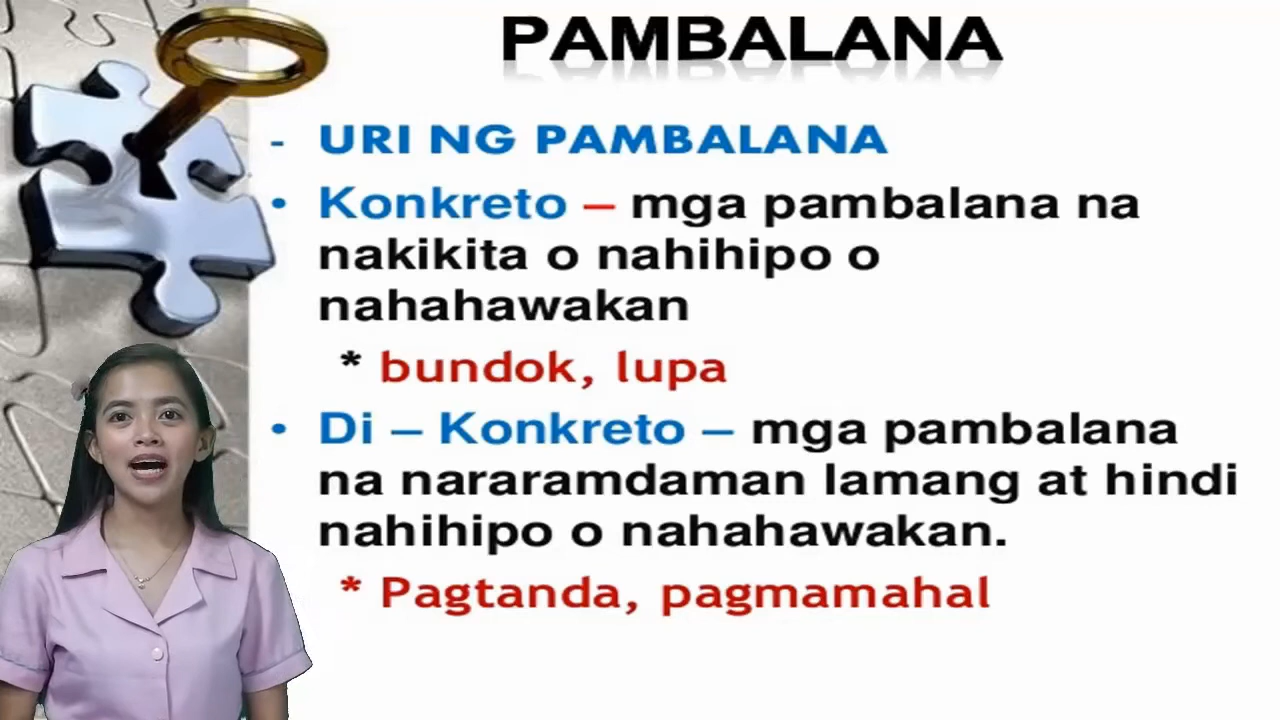 PAMBALANA
- URI NG PAMBALANA
• Konkreto – mga pambalana na
nakikita o nahihipo o
nahahawakan
* bundok, lupa
• Di – Konkreto – mga pambalana
na nararamdaman lamang at hindi
nahihipo o nahahawakan.
* Pagtanda, pagmamahal